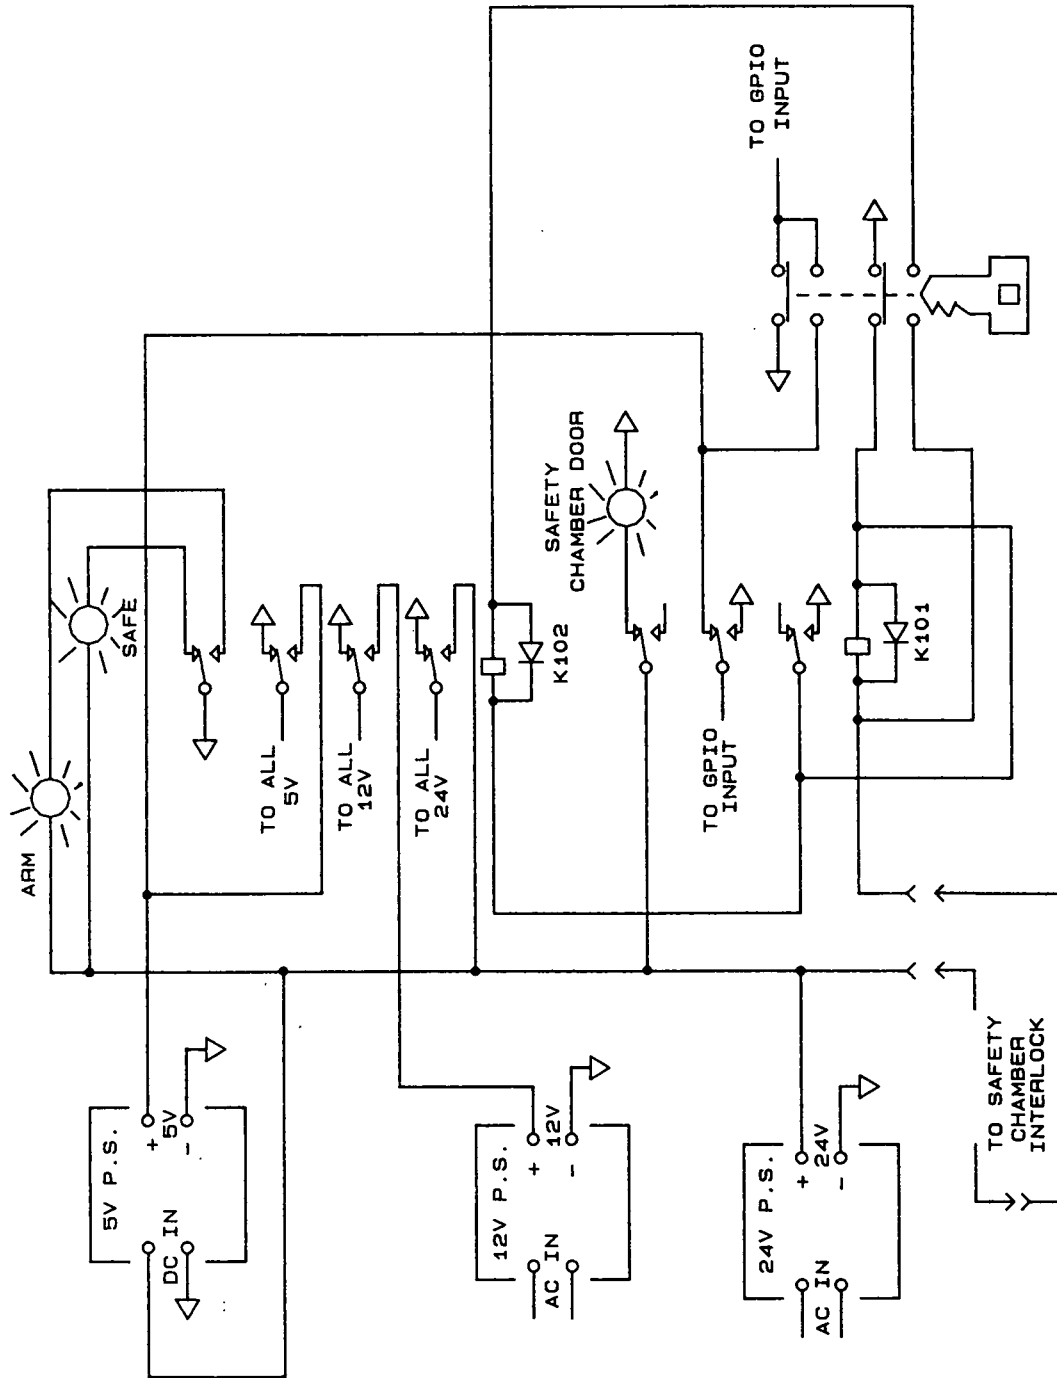 ARM
SAFE
5V P.S.
DC IN
+
5V
-
TO ALL
5V
TO ALL
12V
TO ALL
24V
12V P.S.
AC IN
+
12V
-
K102
SAFETY
CHAMBER DOOR
TO GPIO
INPUT
TO GPIO
INPUT
24V P.S.
AC IN
+
24V
-
K101
TO SAFETY
CHAMBER
INTERLOCK